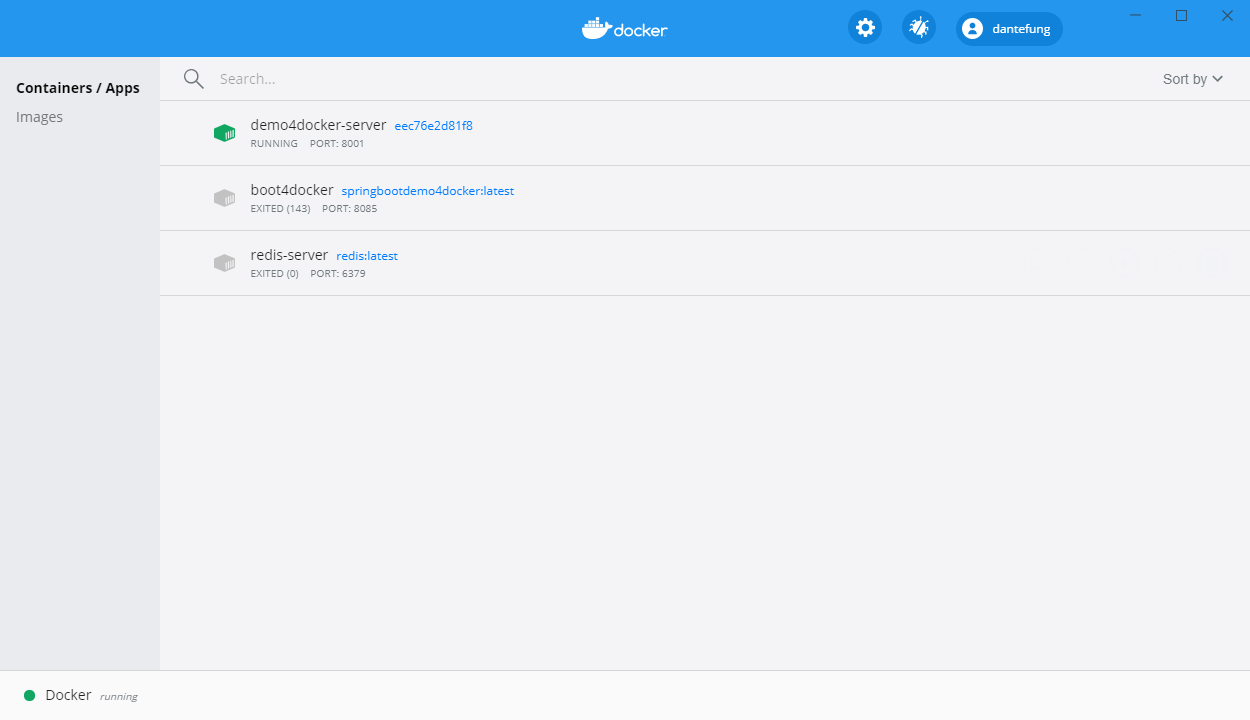 docker
dantefung
Containers / Apps
Images
Search...
Sort by
demo4docker-server eec76e2d81f8
RUNNING PORT: 8001
boot4docker springbootdemo4docker:latest
EXITED (143) PORT: 8085
redis-server redis:latest
EXITED (0) PORT: 6379
Docker running